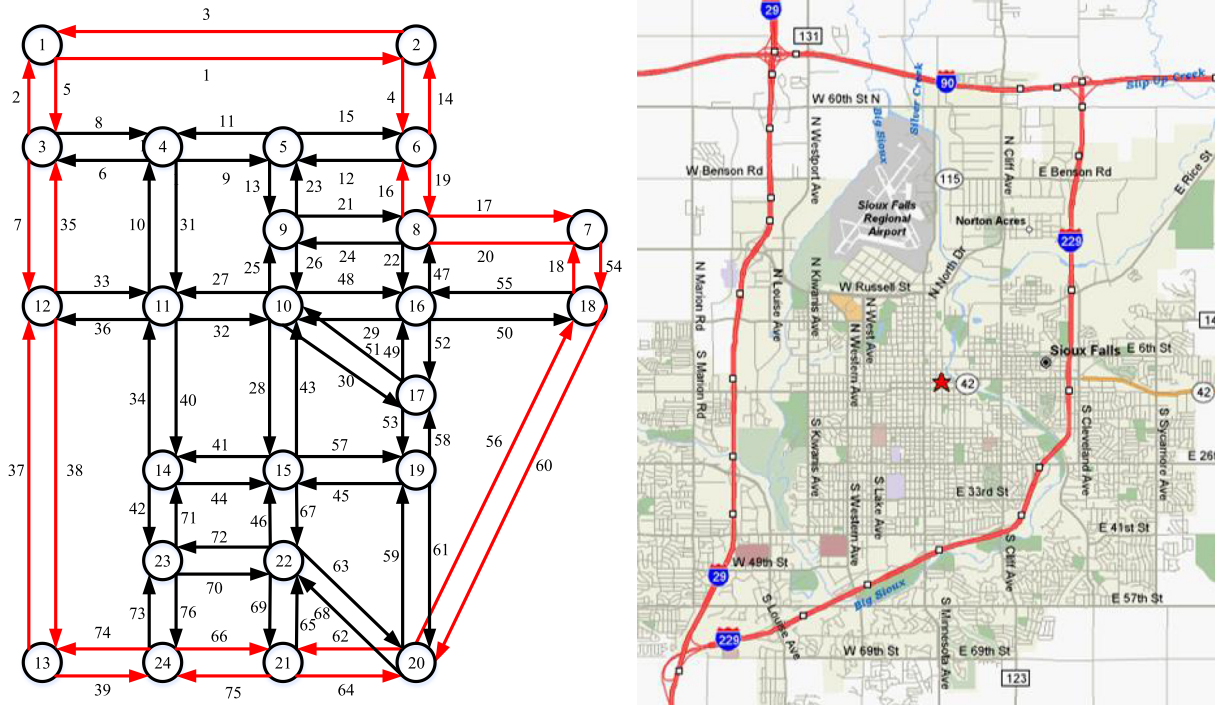 3
1
2
1
2
5
4
14
8
11
15
3
4
5
6
6
9
12
13
23
16
19
21
17
7
35
10
31
9
8
7
24
20
25
26
22
47
18
54
33
27
48
55
12
11
10
16
18
36
32
29
50
51
49
52
30
34
40
28
43
17
53
58
56
60
41
57
37
38
14
15
19
44
45
42
71
46
67
72
59
61
63
23
22
70
73
76
69
65
68
74
66
62
13
24
21
20
39
75
64
29
131
90
Slip Up Creek
W 60th St N
Big Sioux
Silver Creek
N Westport Ave
N Cliff Ave
W Benson Rd
115
E Benson Rd
E Rice St
Sioux Falls
Regional
Airport
Norton Acres
229
N Marion Rd
N Louise Ave
N Kiwanis Ave
N North Dr
W Russell St
N West Ave
N Western Ave
14
Sioux Falls
E 6th St
S Marion Rd
42
42
S Kiwanis Ave
S Cleveland Ave
S Sycamore Ave
E 26t
S Western Ave
S Lake Ave
E 33rd St
E 41st St
W 49th St
29
S Cliff Ave
Big Sioux
S Louise Ave
S Minnesota Ave
E 57th St
229
W 69th St
E 69th St
123